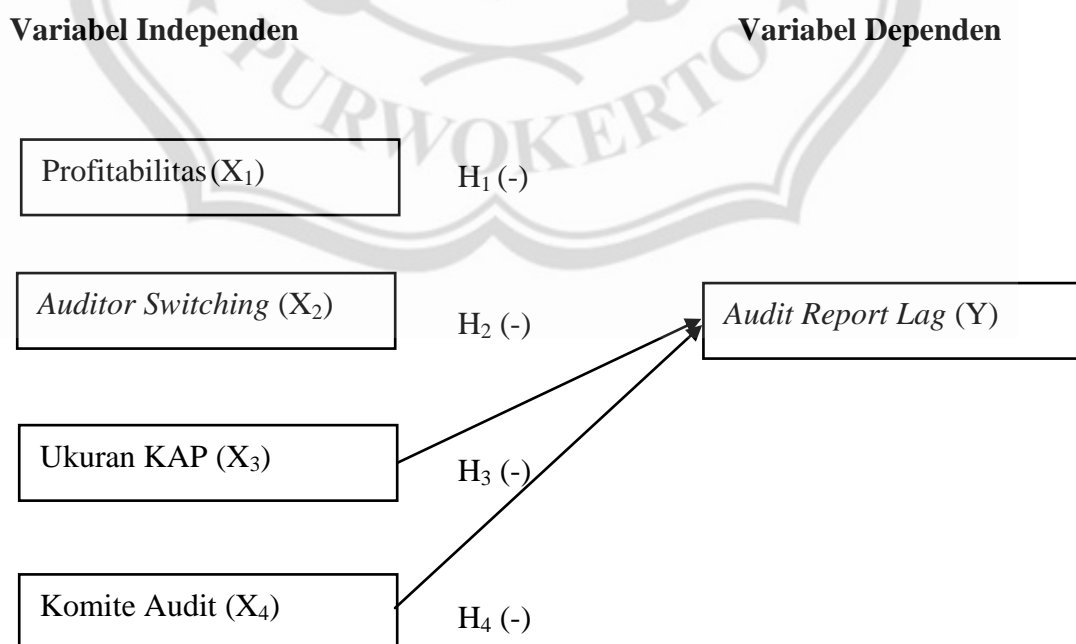 Variabel Independen Variabel Dependen
PURWOKERTO
Profitabilitas (X₁) H₁ (-)
Auditor Switching (X₂) H₂ (-) Audit Report Lag (Y)
Ukuran KAP (X₃) H₃ (-)
Komite Audit (X₄) H₄ (-)